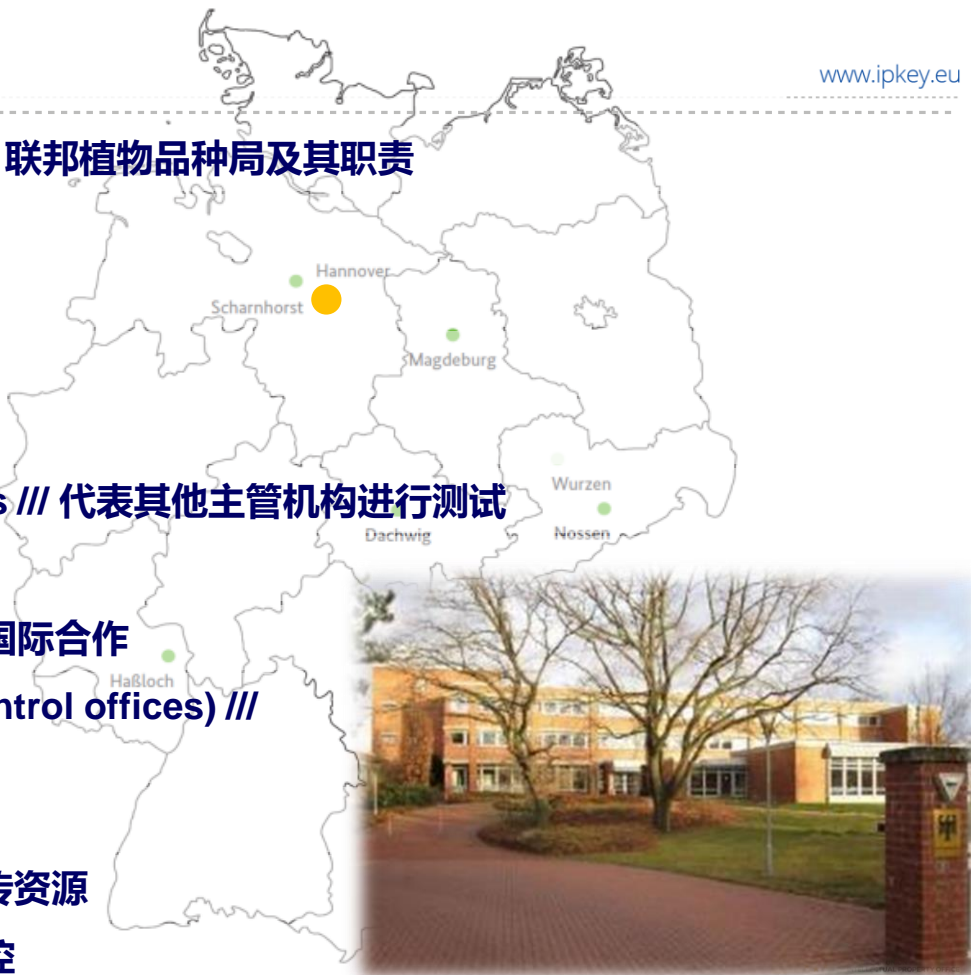 www.ipkey.eu
联邦植物品种局及其职责
Hannover
Scharnhorst
Magdeburg
Wurzen
s /// 代表其他主管机构进行测试
Dachwig
Nossen
国际合作
Haßloch
ntrol offices) ///
传资源
控